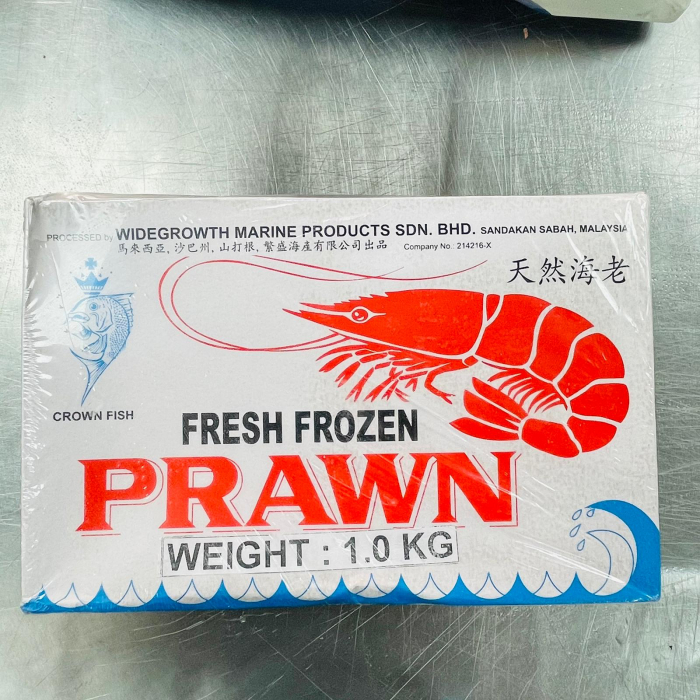 PROCESSED by WIDEGROWTH MARINE PRODUCTS SDN. BHD. SANDAKAN SABAH, MALAYSIA
馬來西亞, 沙巴州, 山打根, 繁盛海產有限公司出品 Company No. 214216-X
天然海老
CROWN FISH
FRESH FROZEN
PRAWN
WEIGHT : 1.0 KG